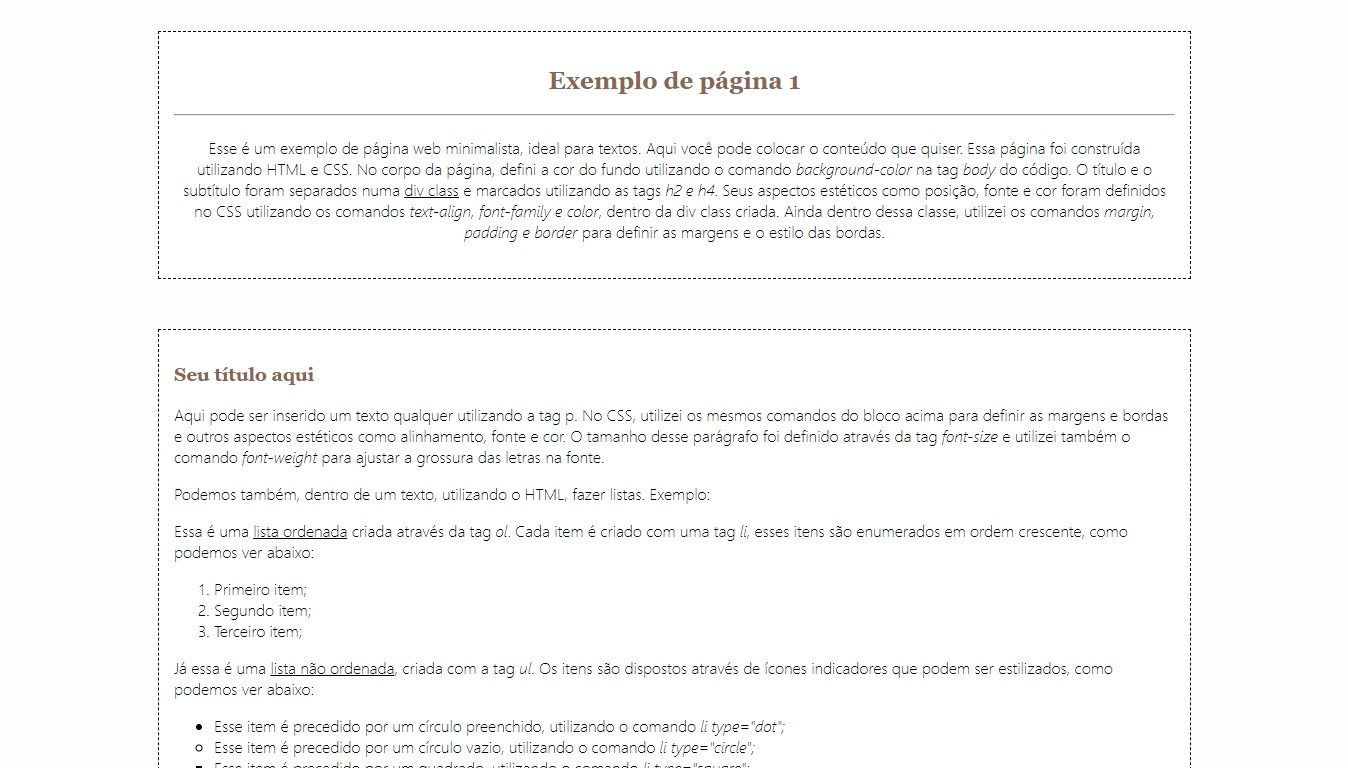 Exemplo de página 1
Esse é um exemplo de página web minimalista, ideal para textos. Aqui você pode colocar o conteúdo que quiser. Essa página foi construída
utilizando HTML e CSS. No corpo da página, defini a cor do fundo utilizando o comando background-color na tag body do código. O título e o
subtítulo foram separados numa div class e marcados utilizando as tags h2 e h4. Seus aspectos estéticos como posição, fonte e cor foram definidos
no CSS utilizando os comandos text-align, font-family e color, dentro da div class criada. Ainda dentro dessa classe, utilizei os comandos margin,
padding e border para definir as margens e o estilo das bordas.
Seu título aqui
Aqui pode ser inserido um texto qualquer utilizando a tag p. No CSS, utilizei os mesmos comandos do bloco acima para definir as margens e bordas
e outros aspectos estéticos como alinhamento, fonte e cor. O tamanho desse parágrafo foi definido através da tag font-size e utilizei também o
comando font-weight para ajustar a grossura das letras na fonte.
Podemos também, dentro de um texto, utilizando o HTML, fazer listas. Exemplo:
Essa é uma lista ordenada criada através da tag ol. Cada item é criado com uma tag li, esses itens são enumerados em ordem crescente, como
podemos ver abaixo:
1. Primeiro item;
2. Segundo item;
3. Terceiro item;
Já essa é uma lista não ordenada, criada com a tag ul. Os itens são dispostos através de ícones indicadores que podem ser estilizados, como
podemos ver abaixo:
• Esse item é precedido por um círculo preenchido, utilizando o comando li type="dot";
◦ Esse item é precedido por um círculo vazio, utilizando o comando li type="circle";
▪ Esse item é precedido por um quadrado, utilizando o comando li type="square";